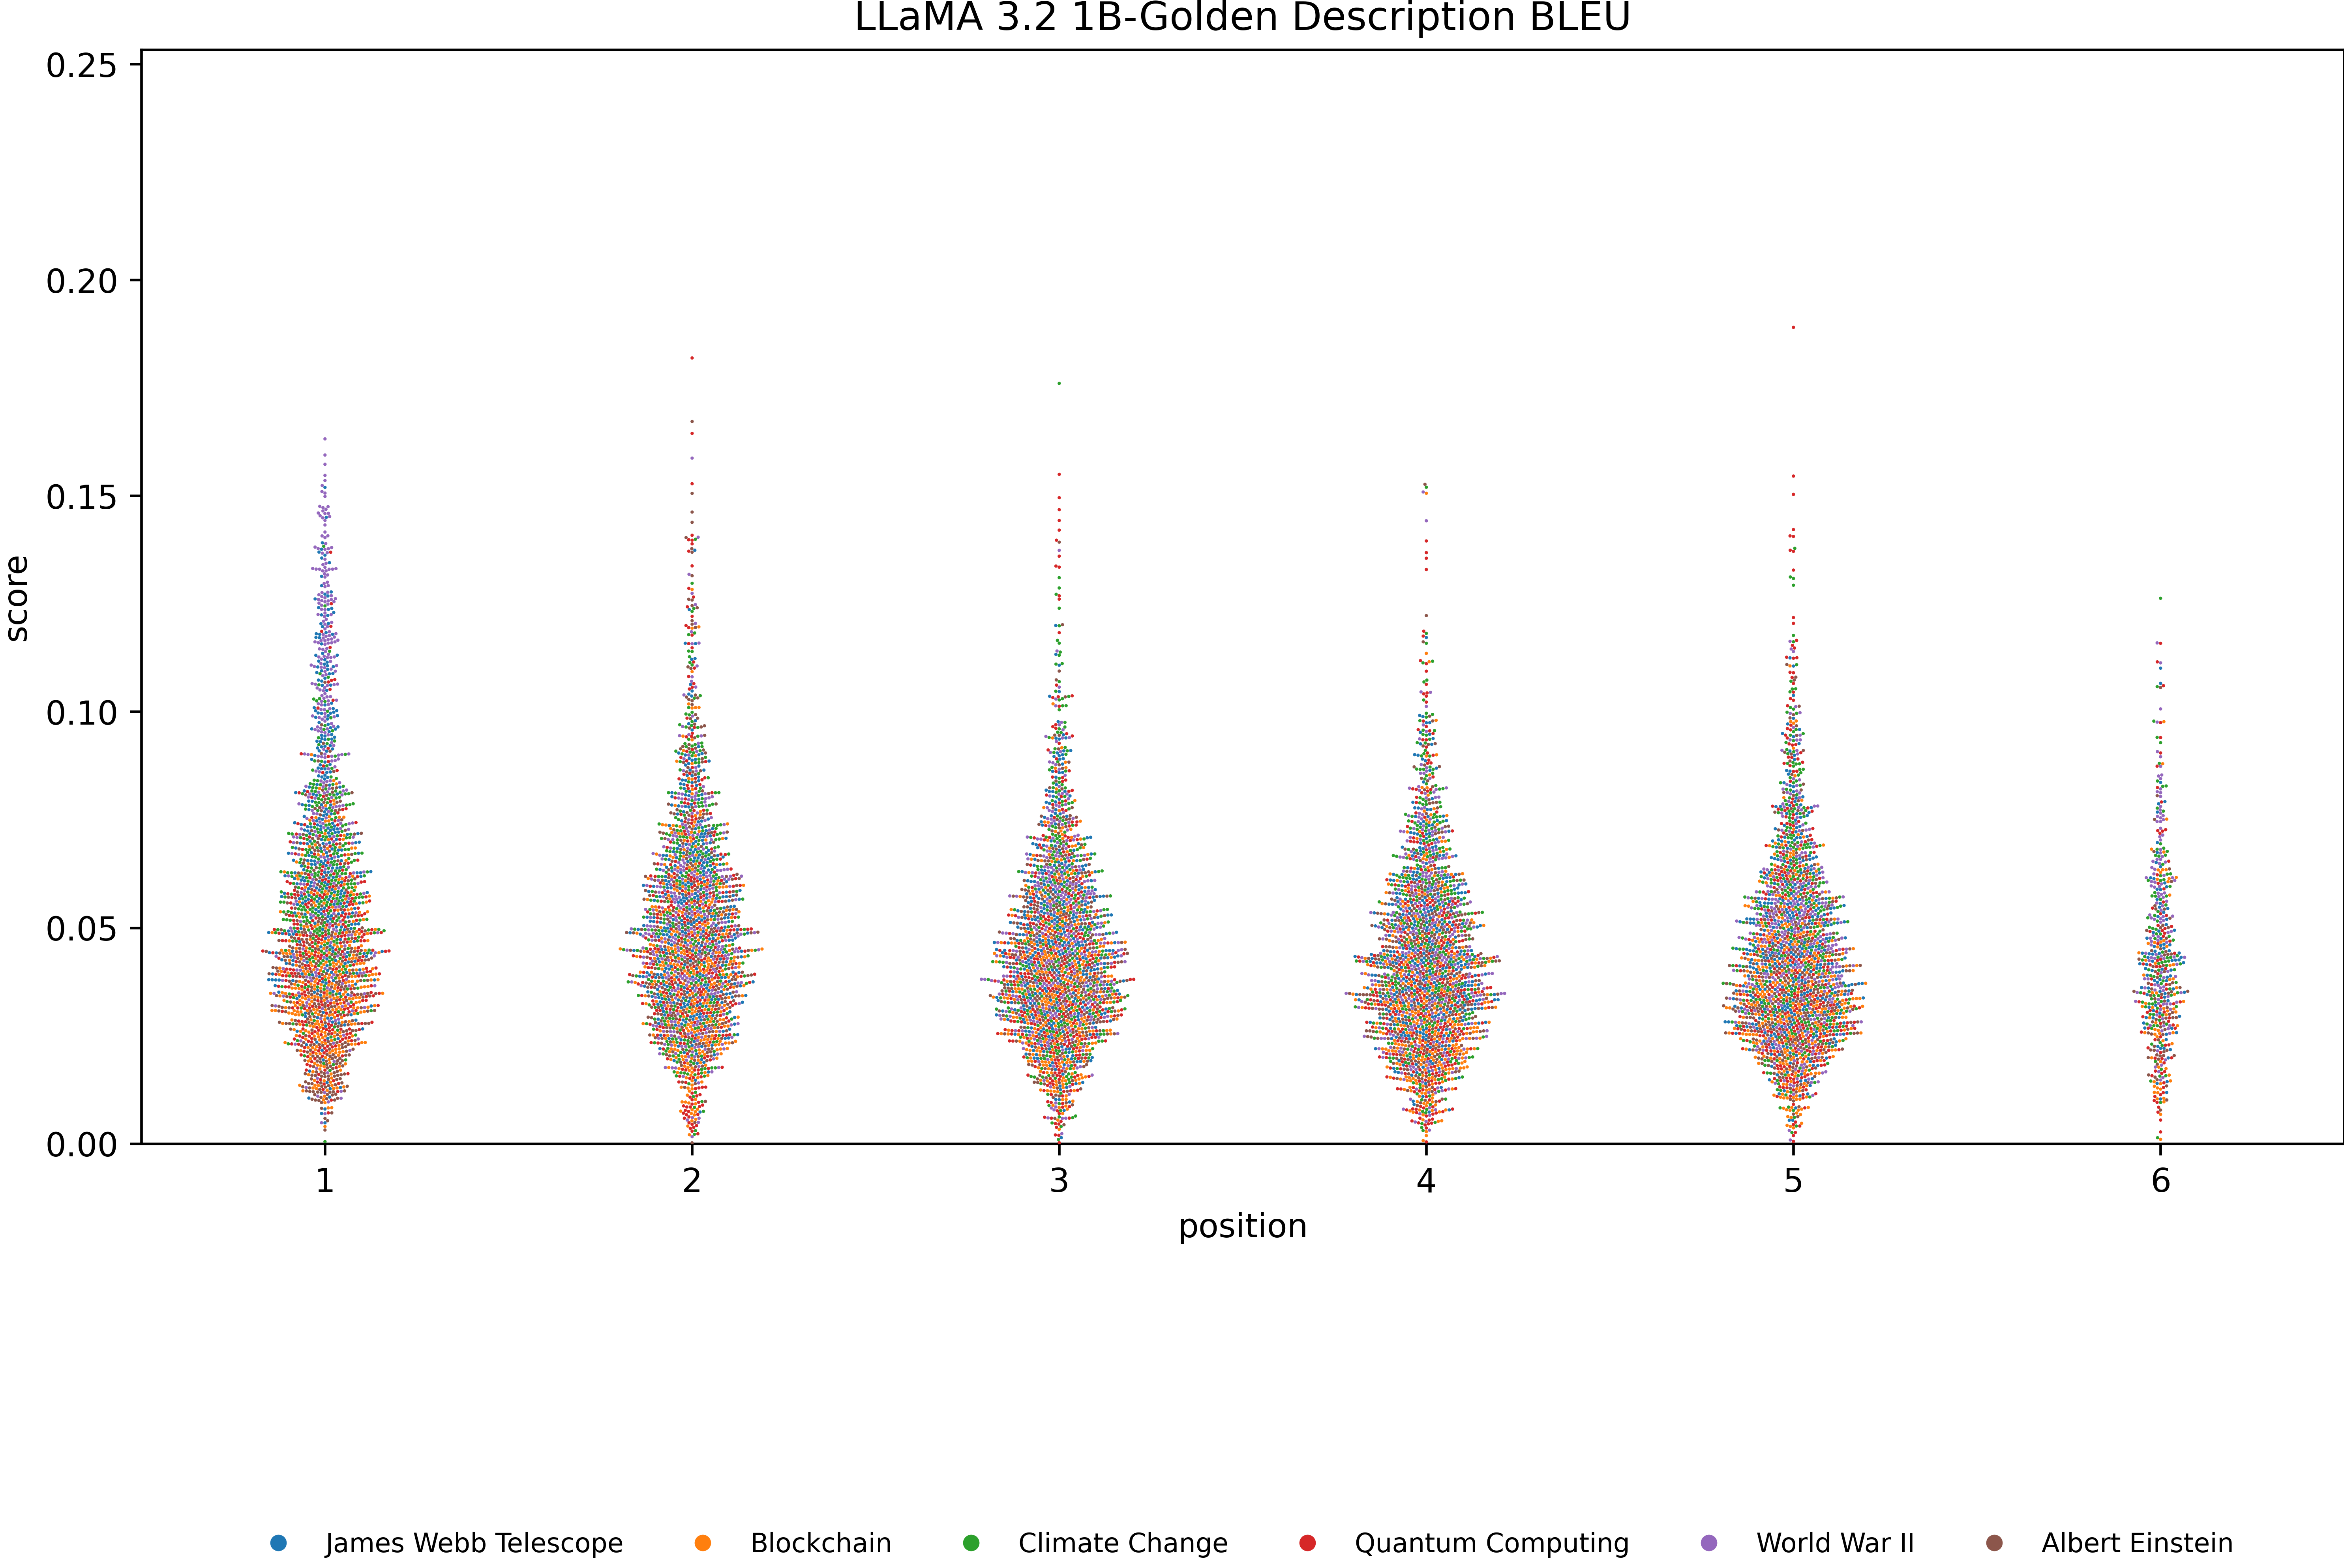 LLaMA 3.2 1B-Golden Description BLEU
0.25
0.20
0.15
0.10
0.05
0.00
score
1 2 3 4 5 6
position
James Webb Telescope Blockchain Climate Change Quantum Computing World War II Albert Einstein